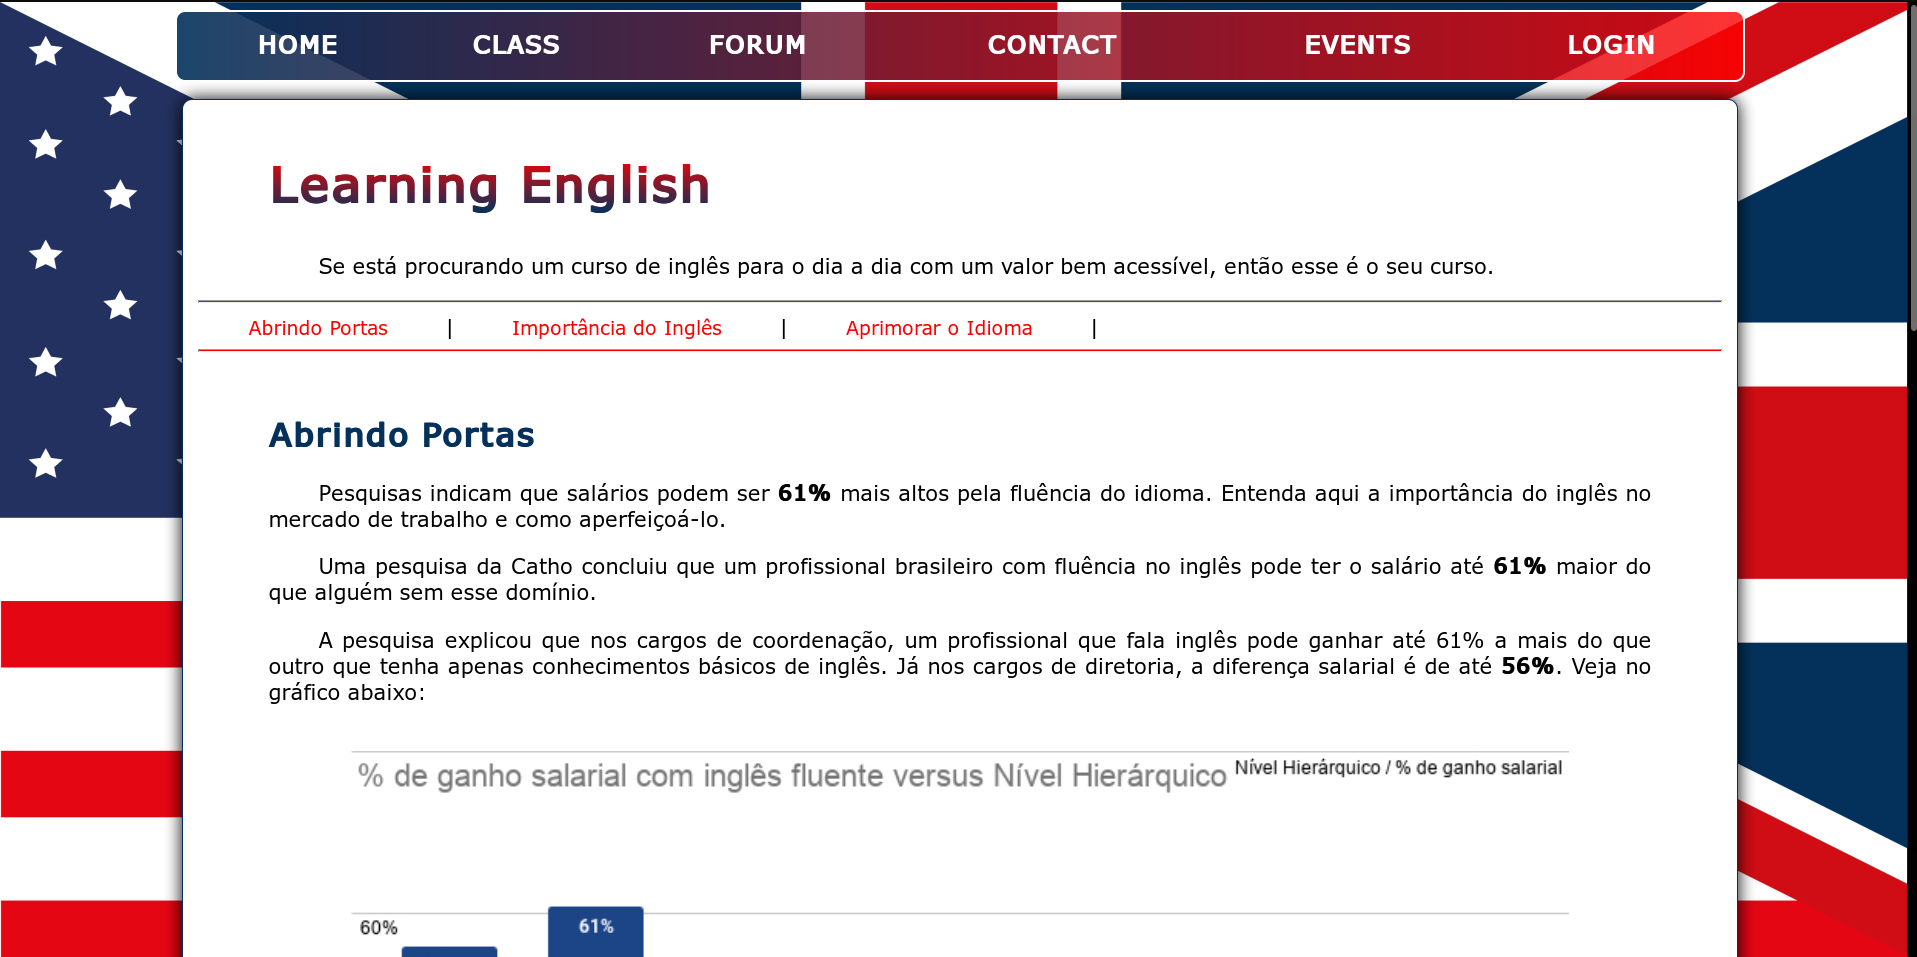 HOME CLASS FORUM CONTACT EVENTS LOGIN
Learning English
Se está procurando um curso de inglês para o dia a dia com um valor bem acessível, então esse é o seu curso.
Abrindo Portas | Importância do Inglês | Aprimorar o Idioma |
Abrindo Portas
Pesquisas indicam que salários podem ser 61% mais altos pela fluência do idioma. Entenda aqui a importância do inglês no
mercado de trabalho e como aperfeiçoá-lo.
Uma pesquisa da Catho concluiu que um profissional brasileiro com fluência no inglês pode ter o salário até 61% maior do
que alguém sem esse domínio.
A pesquisa explicou que nos cargos de coordenação, um profissional que fala inglês pode ganhar até 61% a mais do que
outro que tenha apenas conhecimentos básicos de inglês. Já nos cargos de diretoria, a diferença salarial é de até 56%. Veja no
gráfico abaixo:
% de ganho salarial com inglês fluente versus Nível Hierárquico Nível Hierárquico / % de ganho salarial
60% 61%